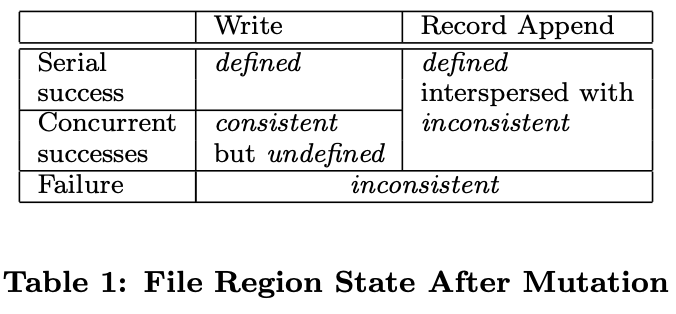 Write Record Append
Serial defined defined
success interspersed with
Concurrent consistent inconsistent
successes but undefined
Failure inconsistent
Table 1: File Region State After Mutation